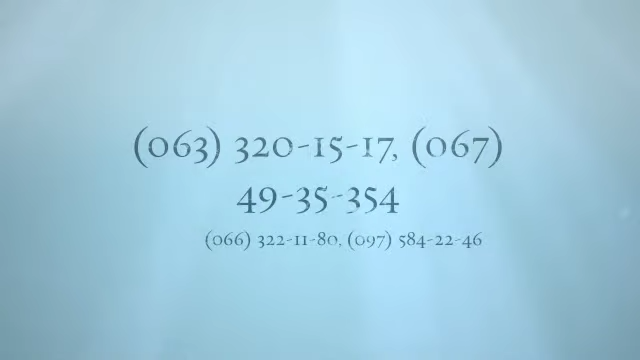 (063) 320-15-17, (067)
49-35-354
(066) 322-11-80, (097) 584-22-46